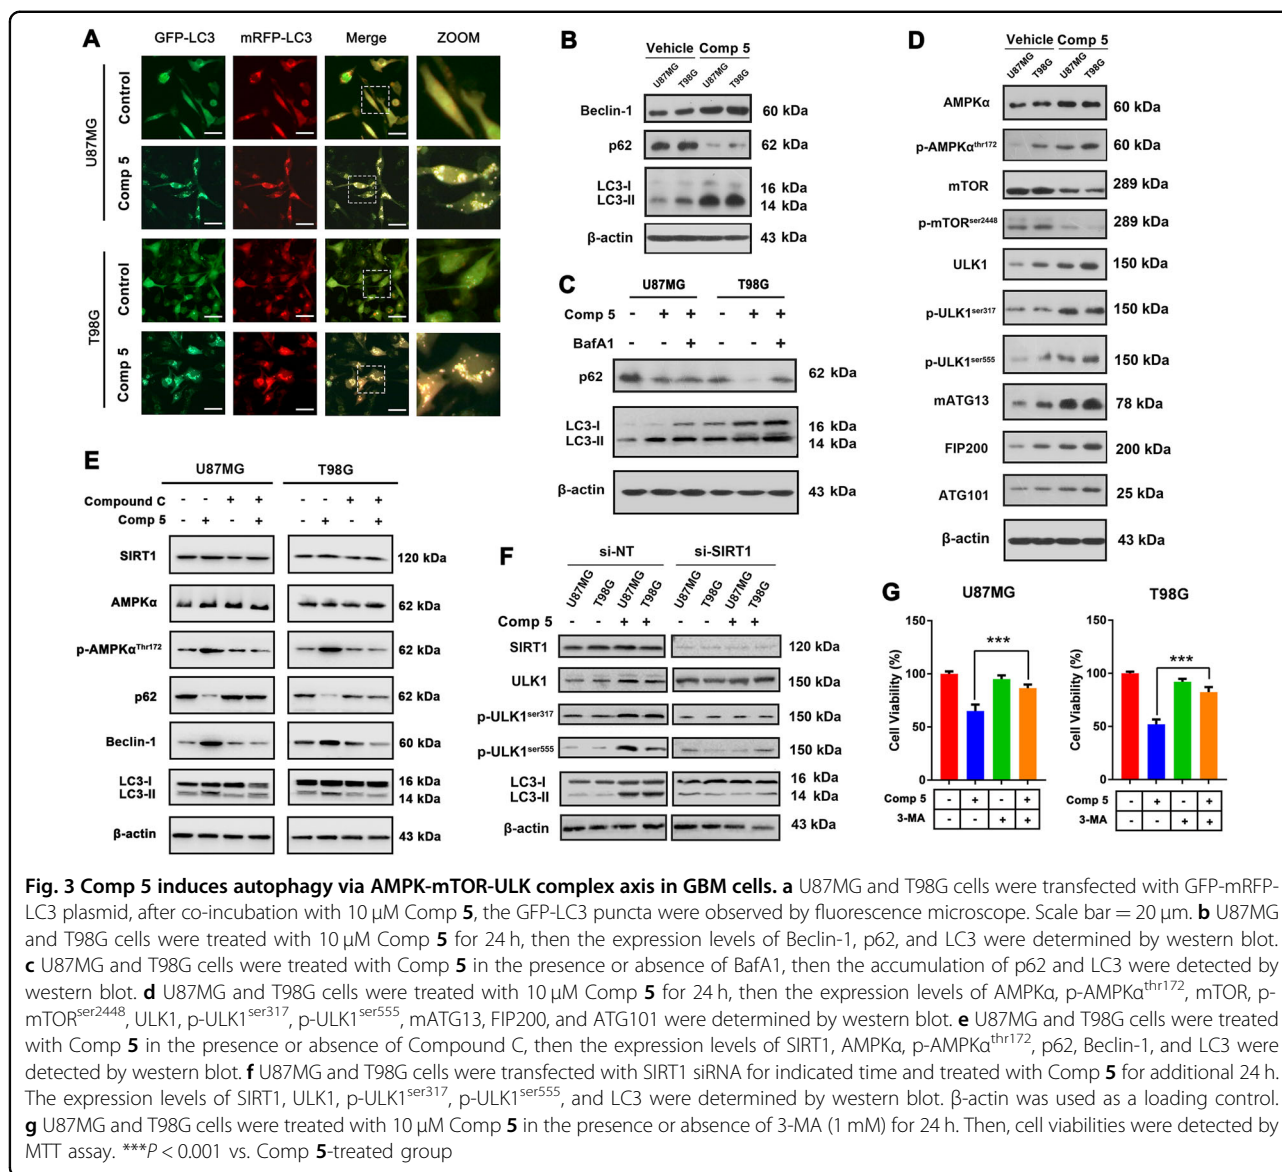 A
GFP-LC3 mRFP-LC3 Merge ZOOM
U87MG
Control
Comp 5
T98G
Control
Comp 5
B
Vehicle Comp 5
U87MG T98G U87MG T98G
Beclin-1 60 kDa
p62 62 kDa
LC3-I 16 kDa
LC3-II 14 kDa
β-actin 43 kDa
C
U87MG T98G
Comp 5 - + + - + +
BafA1 - - + - - +
p62 62 kDa
LC3-I 16 kDa
LC3-II 14 kDa
β-actin 43 kDa
D
Vehicle Comp 5
U87MG T98G U87MG T98G
AMPKα 60 kDa
p-AMPKαthr172 60 kDa
mTOR 289 kDa
p-mTORser2448 289 kDa
ULK1 150 kDa
p-ULK1ser317 150 kDa
p-ULK1ser555 150 kDa
mATG13 78 kDa
FIP200 200 kDa
ATG101 25 kDa
β-actin 43 kDa
E
U87MG T98G
Compound C - - + + - - + +
Comp 5 - + - + - + - +
SIRT1 120 kDa
AMPKα 62 kDa
p-AMPKαThr172 62 kDa
p62 62 kDa
Beclin-1 60 kDa
LC3-I 16 kDa
LC3-II 14 kDa
β-actin 43 kDa
F
si-NT si-SIRT1
U87MG T98G U87MG T98G U87MG T98G U87MG T98G
Comp 5 + + + +
SIRT1 120 kDa
ULK1 150 kDa
p-ULK1ser317 150 kDa
p-ULK1ser555 150 kDa
LC3-I 16 kDa
LC3-II 14 kDa
β-actin 43 kDa
G
U87MG
Cell Viability (%)
150
100
50
0
***
Comp 5 - + - +
3-MA - - + +
T98G
Cell Viability (%)
150
100
50
0
***
Comp 5 - + - +
3-MA - - + +
Fig. 3 Comp 5 induces autophagy via AMPK-mTOR-ULK complex axis in GBM cells. a U87MG and T98G cells were transfected with GFP-mRFP-
LC3 plasmid, after co-incubation with 10 μM Comp 5, the GFP-LC3 puncta were observed by fluorescence microscope. Scale bar = 20 μm. b U87MG
and T98G cells were treated with 10 μM Comp 5 for 24 h, then the expression levels of Beclin-1, p62, and LC3 were determined by western blot.
c U87MG and T98G cells were treated with Comp 5 in the presence or absence of BafA1, then the accumulation of p62 and LC3 were detected by
western blot. d U87MG and T98G cells were treated with 10 μM Comp 5 for 24 h, then the expression levels of AMPKα, p-AMPKαthr172, mTOR, p-
mTORser2448, ULK1, p-ULK1ser317, p-ULK1ser555, mATG13, FIP200, and ATG101 were determined by western blot. e U87MG and T98G cells were treated
with Comp 5 in the presence or absence of Compound C, then the expression levels of SIRT1, AMPKα, p-AMPKαthr172, p62, Beclin-1, and LC3 were
detected by western blot. f U87MG and T98G cells were transfected with SIRT1 siRNA for indicated time and treated with Comp 5 for additional 24 h.
The expression levels of SIRT1, ULK1, p-ULK1ser317, p-ULK1ser555, and LC3 were determined by western blot. β-actin was used as a loading control.
g U87MG and T98G cells were treated with 10 μM Comp 5 in the presence or absence of 3-MA (1 mM) for 24 h. Then, cell viabilities were detected by
MTT assay. ***P < 0.001 vs. Comp 5-treated group